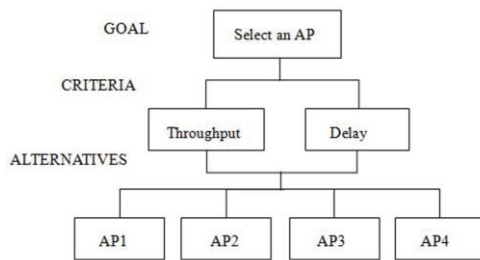 GOAL
Select an AP
CRITERIA
Throughput
Delay
ALTERNATIVES
AP1
AP2
AP3
AP4